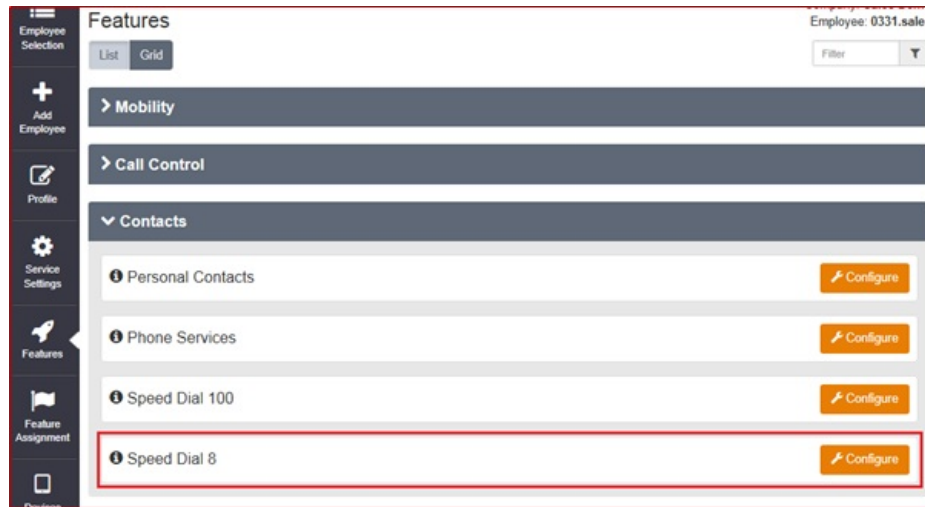 Employee
Selection
Add
Employee
Profile
Service
Settings
Features
Feature
Assignment
Features
Employee: 0331.sale
List Grid
Filter
Mobility
Call Control
Contacts
Personal Contacts
Configure
Phone Services
Configure
Speed Dial 100
Configure
Speed Dial 8
Configure